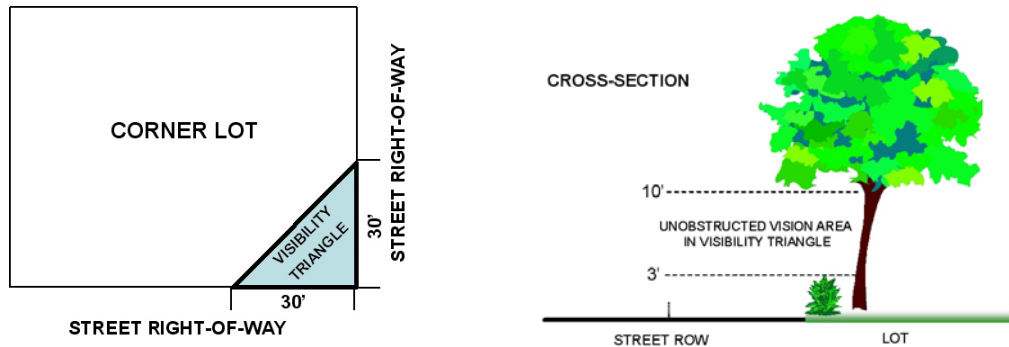 CORNER LOT
VISIBILITY
TRIANGLE
30'
30'
STREET RIGHT-OF-WAY
STREET RIGHT-OF-WAY
CROSS-SECTION
10'
UNOBSTRUCTED VISION AREA
IN VISIBILITY TRIANGLE
3'
STREET ROW
LOT